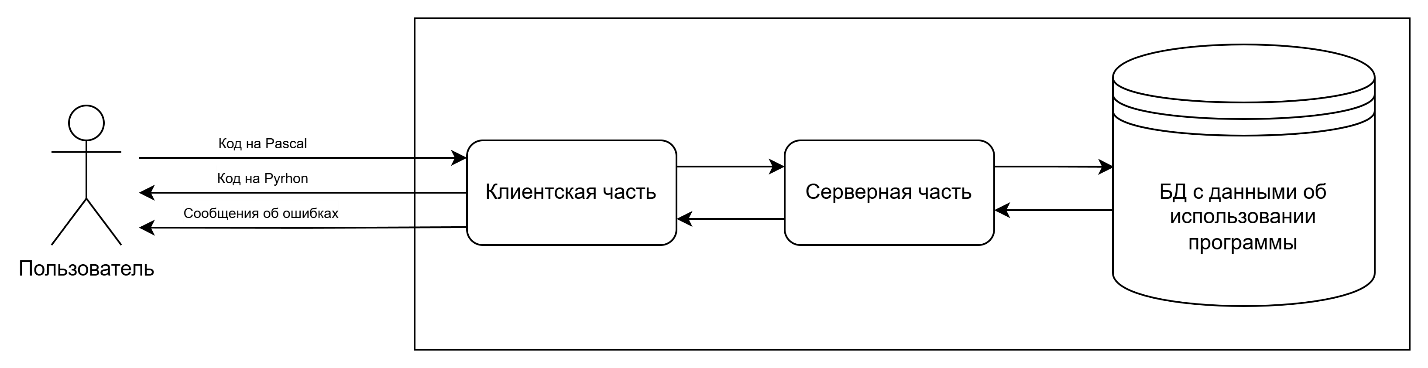 Код на Pascal
Код на Pyrhon
Сообщения об ошибках
Пользователь
Клиентская часть
Серверная часть
БД с данными об
использовании
программы